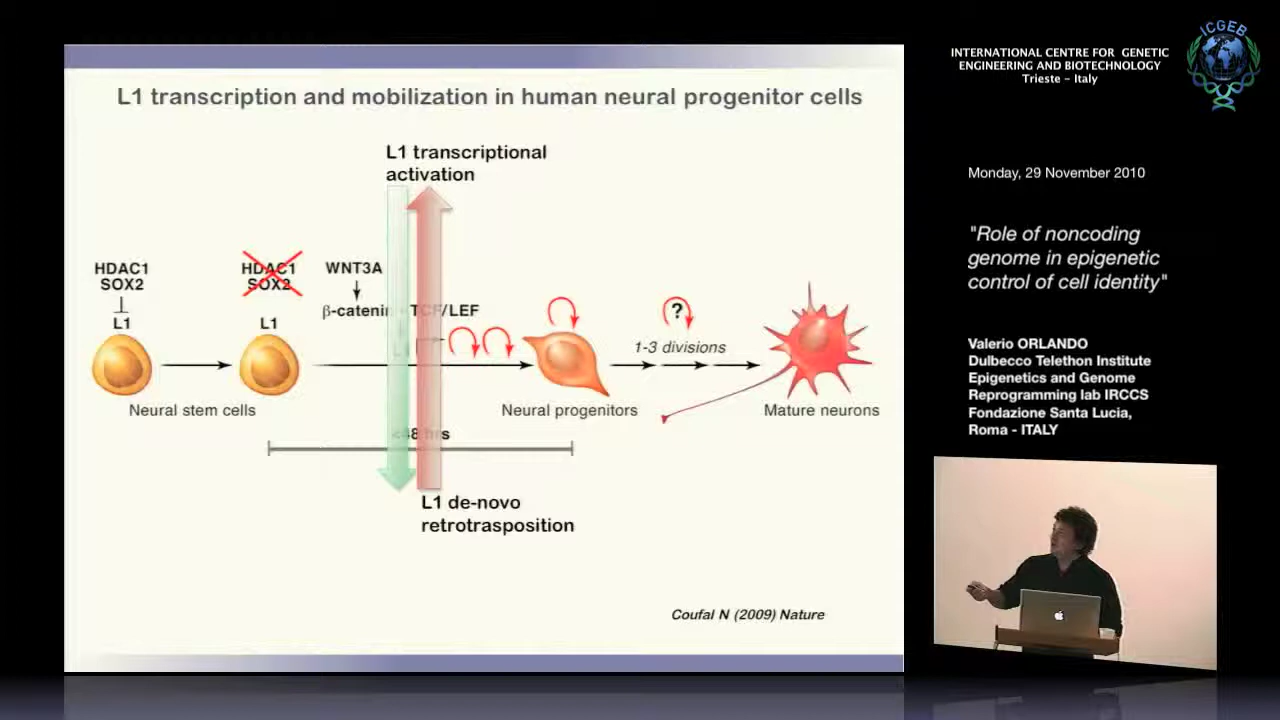 L1 transcription and mobilization in human neural progenitor cells
L1 transcriptional
activation
HDAC1
SOX2
L1
HDAC1
SOX2
L1
WNT3A
β-catenin
TCF/LEF
?
1-3 divisions
Neural stem cells
Neural progenitors
Mature neurons
<48 hrs
L1 de-novo
retrotrasposition
Coufal N (2009) Nature
ICGEB
INTERNATIONAL CENTRE FOR GENETIC
ENGINEERING AND BIOTECHNOLOGY
Trieste - Italy
Monday, 29 November 2010
"Role of noncoding
genome in epigenetic
control of cell identity"
Valerio ORLANDO
Dulbecco Telethon Institute
Epigenetics and Genome
Reprogramming lab IRCCS
Fondazione Santa Lucia,
Roma - ITALY